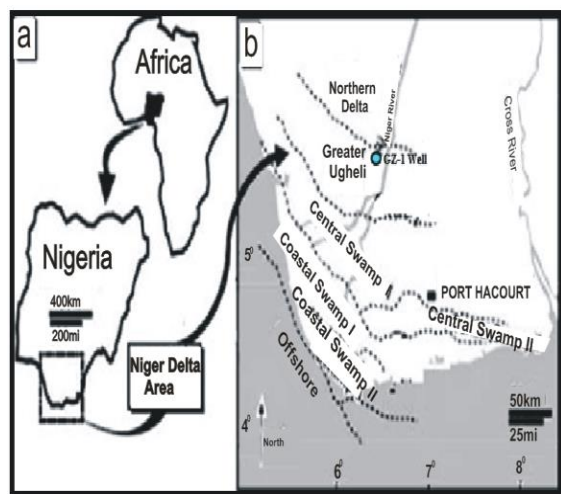 a
Africa
Nigeria
400km
200mi
Niger Delta
Area
b
Northern
Delta
Niger River
Cross River
Greater
Ugheli
GZ-1 Well
Central Swamp I
Coastal Swamp I
Coastal Swamp II
Offshore
PORT HACOURT
Central Swamp II
5⁰
4⁰
North
50km
25mi
6⁰
7⁰
8⁰